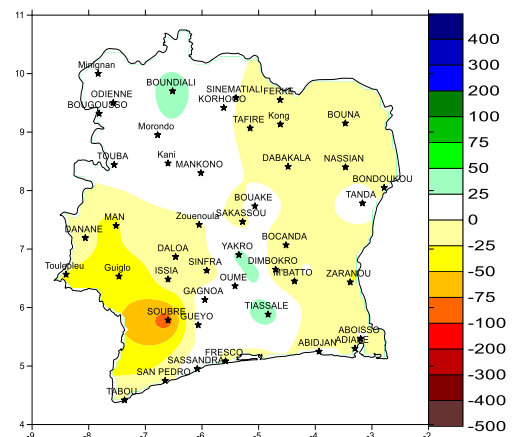 11
10
9
8
7
6
5
4
-9
-8
-7
-6
-5
-4
-3
-2
Minignan
BOUNDIALI
ODIENNE
SINEMATIALI
FERKE
KORHOGO
BOUGOUSSO
TAFIRE
Kong
BOUNA
Morondo
TOUBA
Kani
MANKONO
DABAKALA
NASSIAN
BONDOUKOU
TANDA
BOUAKE
SAKASSOU
MAN
Zouenoula
DANANE
BOCANDA
YAKRO
DALOA
SINFRA
DIMBOKRO
M'BATTO
Toulepleu
Guiglo
ISSIA
OUME
ZARANOU
GAGNOA
TIASSALE
SOUBRE
GUEYO
ABOISSO
ADIAKE
ABIDJAN
FRESCO
SASSANDRA
SAN PEDRO
TABOU
400
300
200
100
75
50
25
0
-25
-50
-75
-100
-200
-300
-400
-500